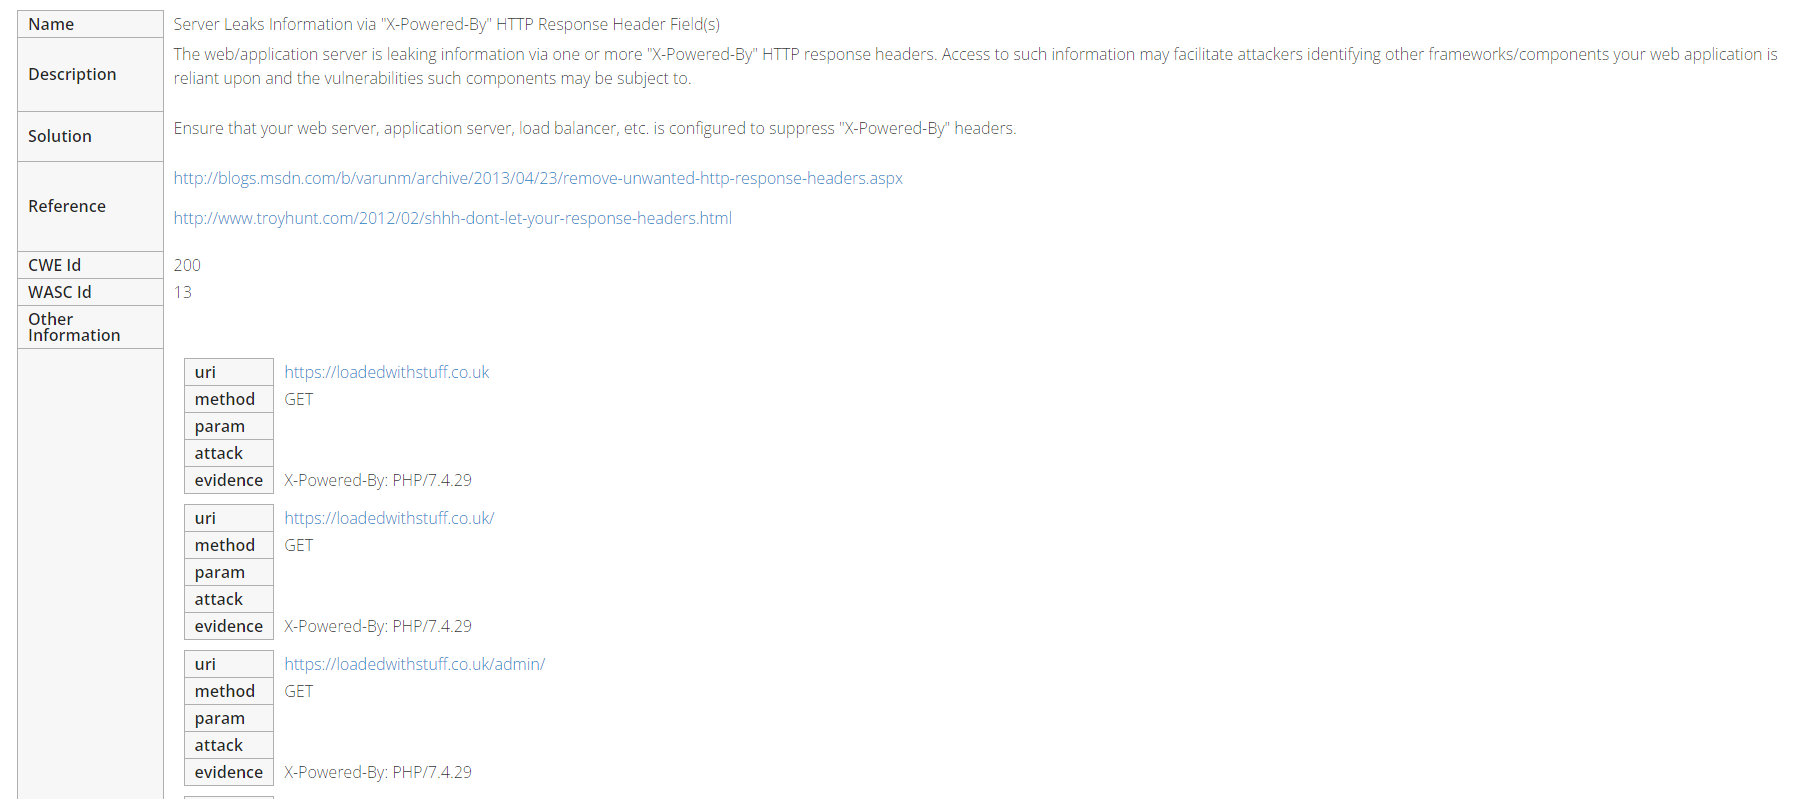 Name Server Leaks Information via "X-Powered-By" HTTP Response Header Field(s)
The web/application server is leaking information via one or more "X-Powered-By" HTTP response headers. Access to such information may facilitate attackers identifying other frameworks/components your web application is
Description
reliant upon and the vulnerabilities such components may be subject to.
Solution Ensure that your web server, application server, load balancer, etc. is configured to suppress "X-Powered-By" headers.
http://blogs.msdn.com/b/varunm/archive/2013/04/23/remove-unwanted-http-response-headers.aspx
Reference
http://www.troyhunt.com/2012/02/shhh-dont-let-your-response-headers.html
CWE Id 200
WASC Id 13
Other
Information
uri https://loadedwithstuff.co.uk
method GET
param
attack
evidence X-Powered-By: PHP/7.4.29
uri https://loadedwithstuff.co.uk/
method GET
param
attack
evidence X-Powered-By: PHP/7.4.29
uri https://loadedwithstuff.co.uk/admin/
method GET
param
attack
evidence X-Powered-By: PHP/7.4.29